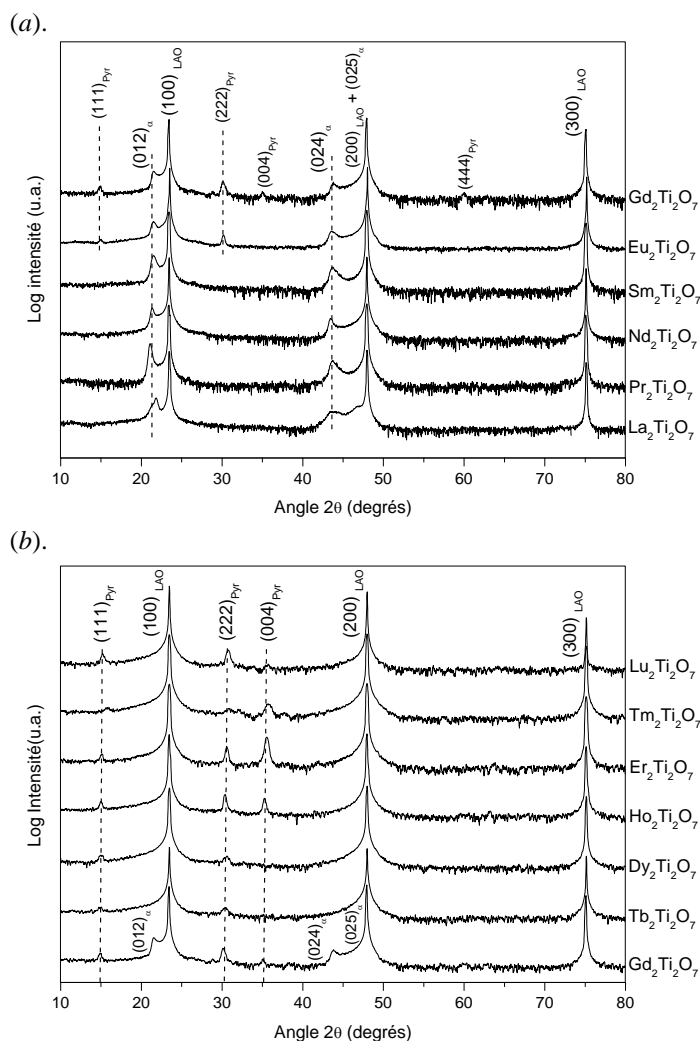 (a).
(111)Pyr
(012)α
(100) LAO
(222)Pyr
(004)Pyr
(024)α
(200) LAO + (025)α
(444)Pyr
(300) LAO
Gd2Ti2O7
Eu2Ti2O7
Sm2Ti2O7
Nd2Ti2O7
Pr2Ti2O7
La2Ti2O7
Log intensité (u.a.)
10 20 30 40 50 60 70 80
Angle 2θ (degrés)
(b).
(111)Pyr
(100) LAO
(222)Pyr
(004)Pyr
(200) LAO
(300) LAO
Lu2Ti2O7
Tm2Ti2O7
Er2Ti2O7
Ho2Ti2O7
Dy2Ti2O7
Tb2Ti2O7
(012)α
(024)α
(025)α
Gd2Ti2O7
Log Intensité(u.a.)
10 20 30 40 50 60 70 80
Angle 2θ (degrés)